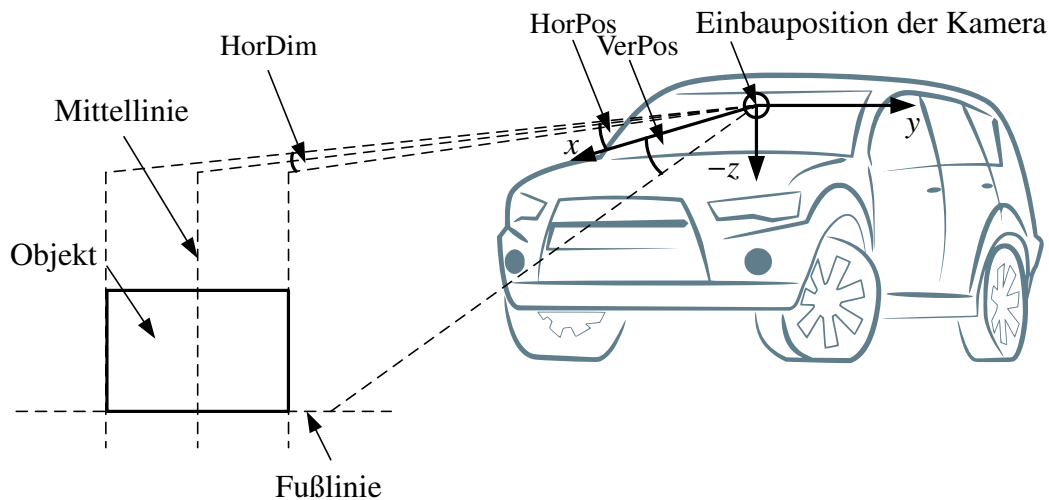 HorPos
Einbauposition der Kamera
HorDim
VerPos
Mittellinie
x
y
−z
Objekt
Fußlinie